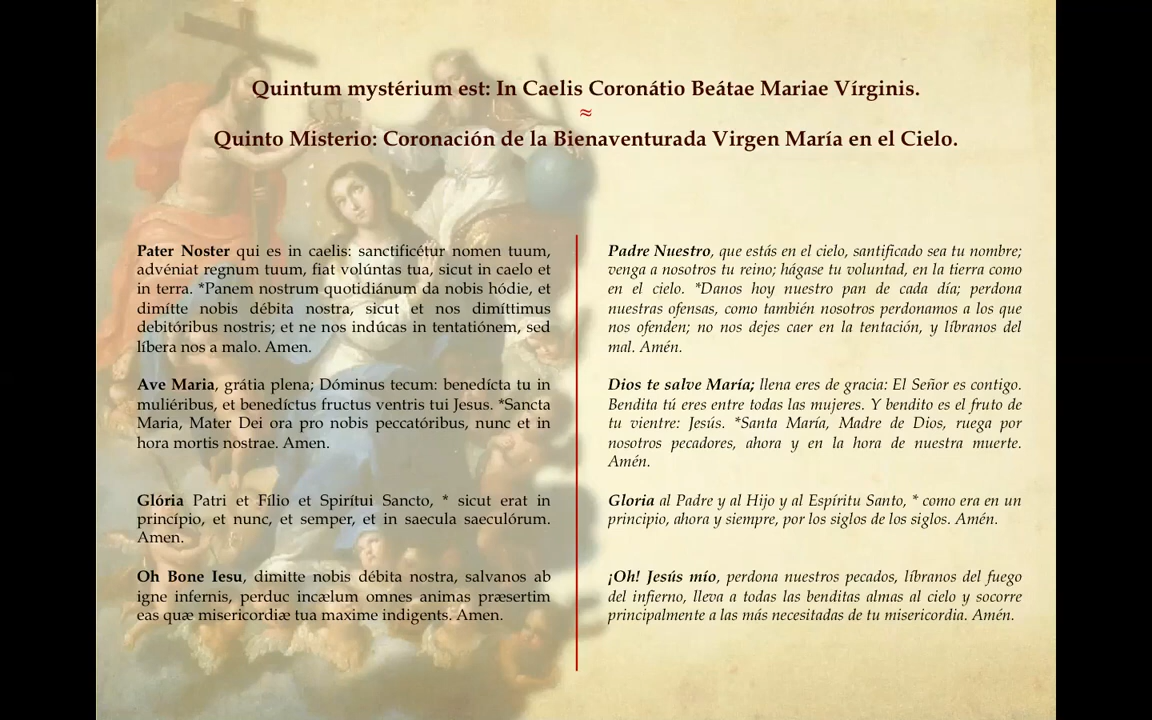 Quintum mystérium est: In Caelis Coronátio Beátae Mariae Vírginis.
≈
Quinto Misterio: Coronación de la Bienaventurada Virgen María en el Cielo.
Pater Noster qui es in caelis: sanctificétur nomen tuum,
advéniat regnum tuum, fiat volúntas tua, sicut in caelo et
in terra. *Panem nostrum quotidiánum da nobis hódie, et
dimítte nobis débita nostra, sicut et nos dimíttimus
debitóribus nostris; et ne nos indúcas in tentatiónem, sed
líbera nos a malo. Amen.
Ave Maria, grátia plena; Dóminus tecum: benedícta tu in
muliéribus, et benedíctus fructus ventris tui Jesus. *Sancta
Maria, Mater Dei ora pro nobis peccatóribus, nunc et in
hora mortis nostrae. Amen.
Glória Patri et Fílio et Spirítui Sancto, * sicut erat in
princípio, et nunc, et semper, et in saecula saeculórum.
Amen.
Oh Bone Iesu, dimitte nobis débita nostra, salvanos ab
igne infernis, perduc incælum omnes animas præsertim
eas quæ misericordiæ tua maxime indigents. Amen.
Padre Nuestro, que estás en el cielo, santificado sea tu nombre;
venga a nosotros tu reino; hágase tu voluntad, en la tierra como
en el cielo. *Danos hoy nuestro pan de cada día; perdona
nuestras ofensas, como también nosotros perdonamos a los que
nos ofenden; no nos dejes caer en la tentación, y líbranos del
mal. Amén.
Dios te salve María; llena eres de gracia: El Señor es contigo.
Bendita tú eres entre todas las mujeres. Y bendito es el fruto de
tu vientre: Jesús. *Santa María, Madre de Dios, ruega por
nosotros pecadores, ahora y en la hora de nuestra muerte.
Amén.
Gloria al Padre y al Hijo y al Espíritu Santo, * como era en un
principio, ahora y siempre, por los siglos de los siglos. Amén.
¡Oh! Jesús mío, perdona nuestros pecados, líbranos del fuego
del infierno, lleva a todas las benditas almas al cielo y socorre
principalmente a las más necesitadas de tu misericordia. Amén.